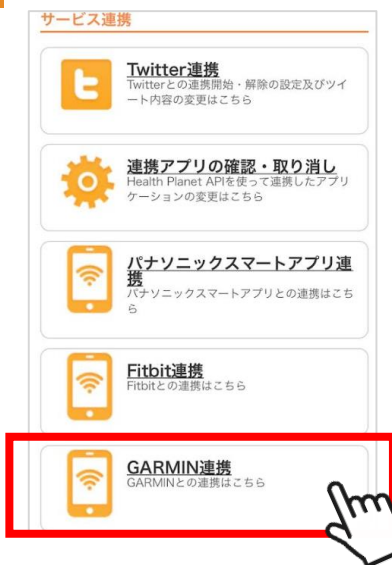 サービス連携
Twitter連携
Twitterとの連携開始・解除の設定及びツイ
ート内容の変更はこちら
連携アプリの確認・取り消し
Health Planet APIを使って連携したアプリ
ケーションの変更はこちら
パナソニックスマートアプリ連
携
パナソニックスマートアプリとの連携はこち
ら
Fitbit連携
Fitbitとの連携はこちら
GARMIN連携
GARMINとの連携はこちら